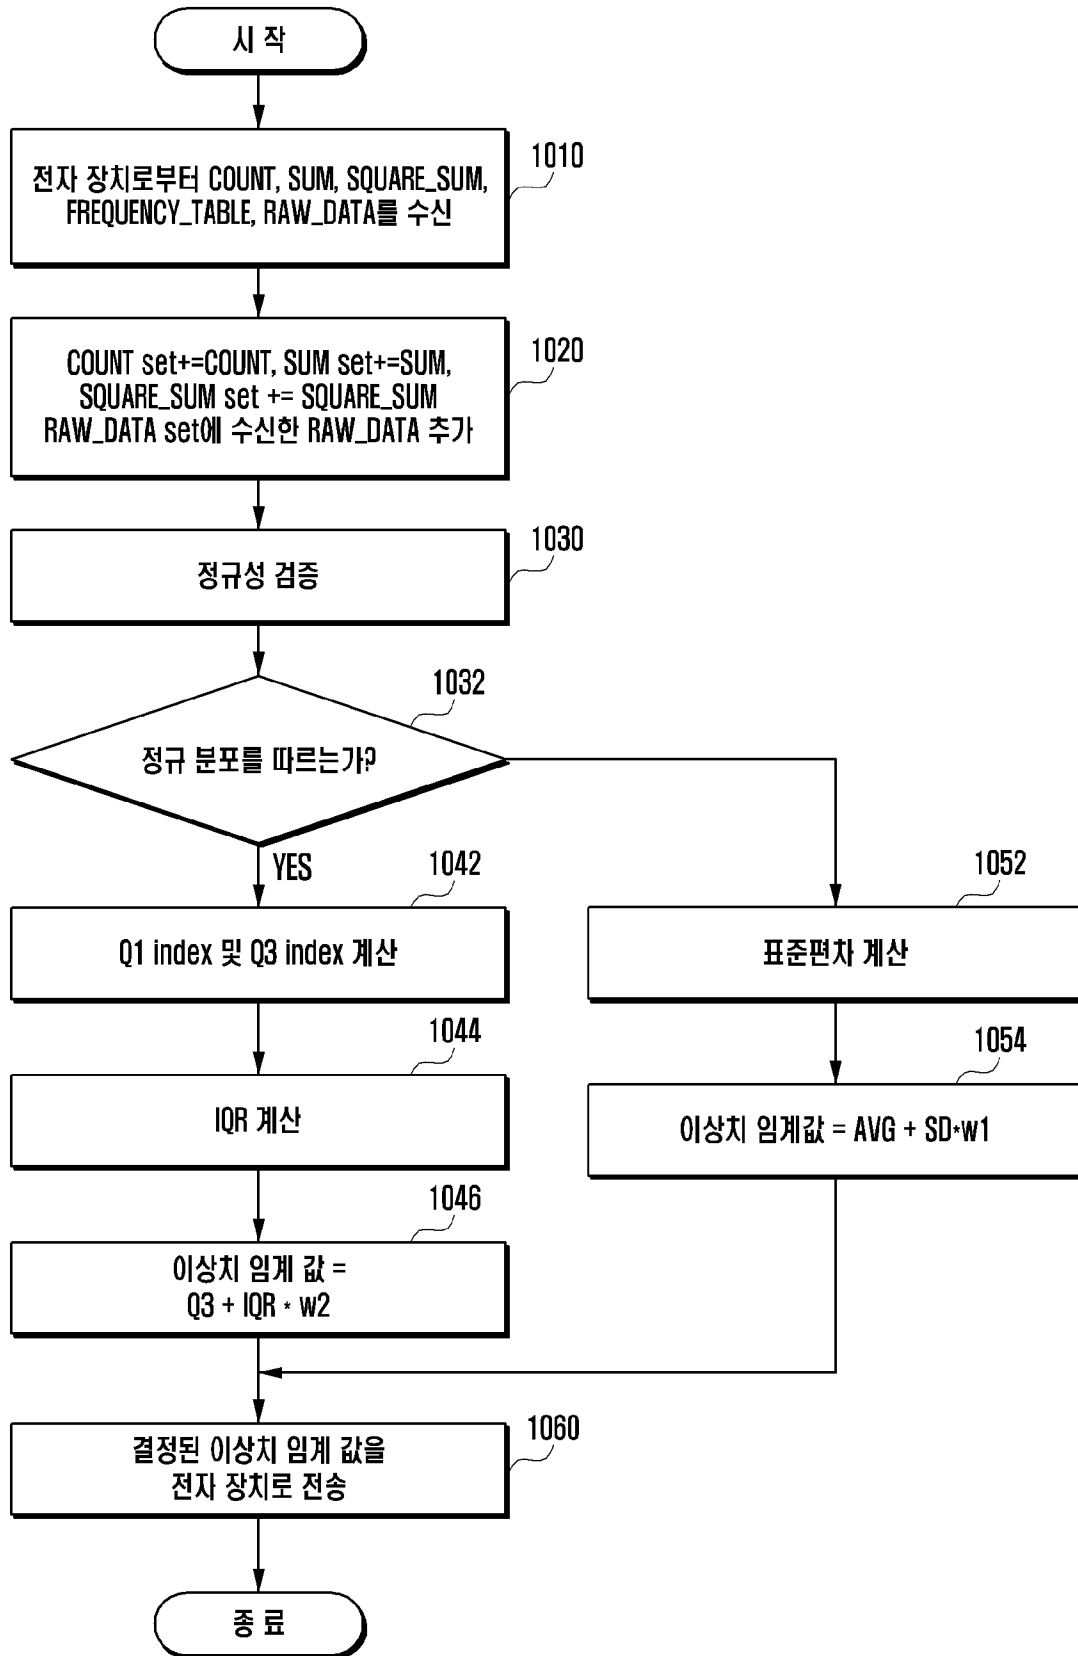 시 작
전자 장치로부터 COUNT, SUM, SQUARE_SUM,
FREQUENCY_TABLE, RAW_DATA를 수신
1010
COUNT set+=COUNT, SUM set+=SUM,
SQUARE_SUM set += SQUARE_SUM
RAW_DATA set에 수신한 RAW_DATA 추가
1020
정규성 검증
1030
정규 분포를 따르는가?
1032
YES
Q1 index 및 Q3 index 계산
1042
표준편차 계산
1052
IQR 계산
1044
이상치 임계값 = AVG + SD*w1
1054
이상치 임계 값 =
Q3 + IQR * w2
1046
결정된 이상치 임계 값을
전자 장치로 전송
1060
종 료